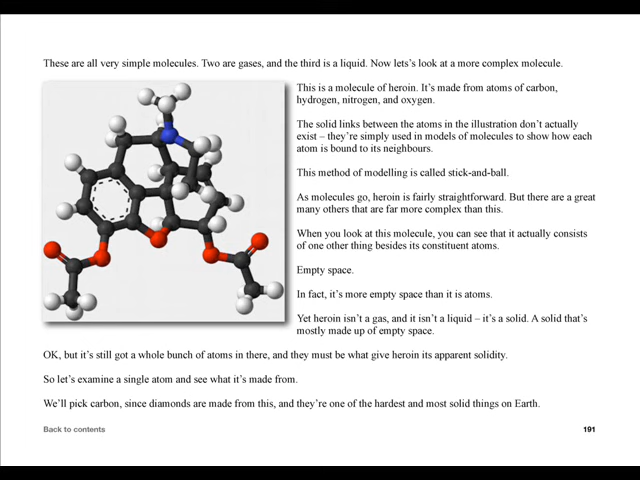 These are all very simple molecules. Two are gases, and the third is a liquid. Now lets's look at a more complex molecule.
This is a molecule of heroin. It's made from atoms of carbon,
hydrogen, nitrogen, and oxygen.
The solid links between the atoms in the illustration don't actually
exist – they're simply used in models of molecules to show how each
atom is bound to its neighbours.
This method of modelling is called stick-and-ball.
As molecules go, heroin is fairly straightforward. But there are a great
many others that are far more complex than this.
When you look at this molecule, you can see that it actually consists
of one other thing besides its constituent atoms.
Empty space.
In fact, it's more empty space than it is atoms.
Yet heroin isn't a gas, and it isn't a liquid – it's a solid. A solid that's
mostly made up of empty space.
OK, but it's still got a whole bunch of atoms in there, and they must be what give heroin its apparent solidity.
So let's examine a single atom and see what it's made from.
We'll pick carbon, since diamonds are made from this, and they're one of the hardest and most solid things on Earth.
Back to contents
191